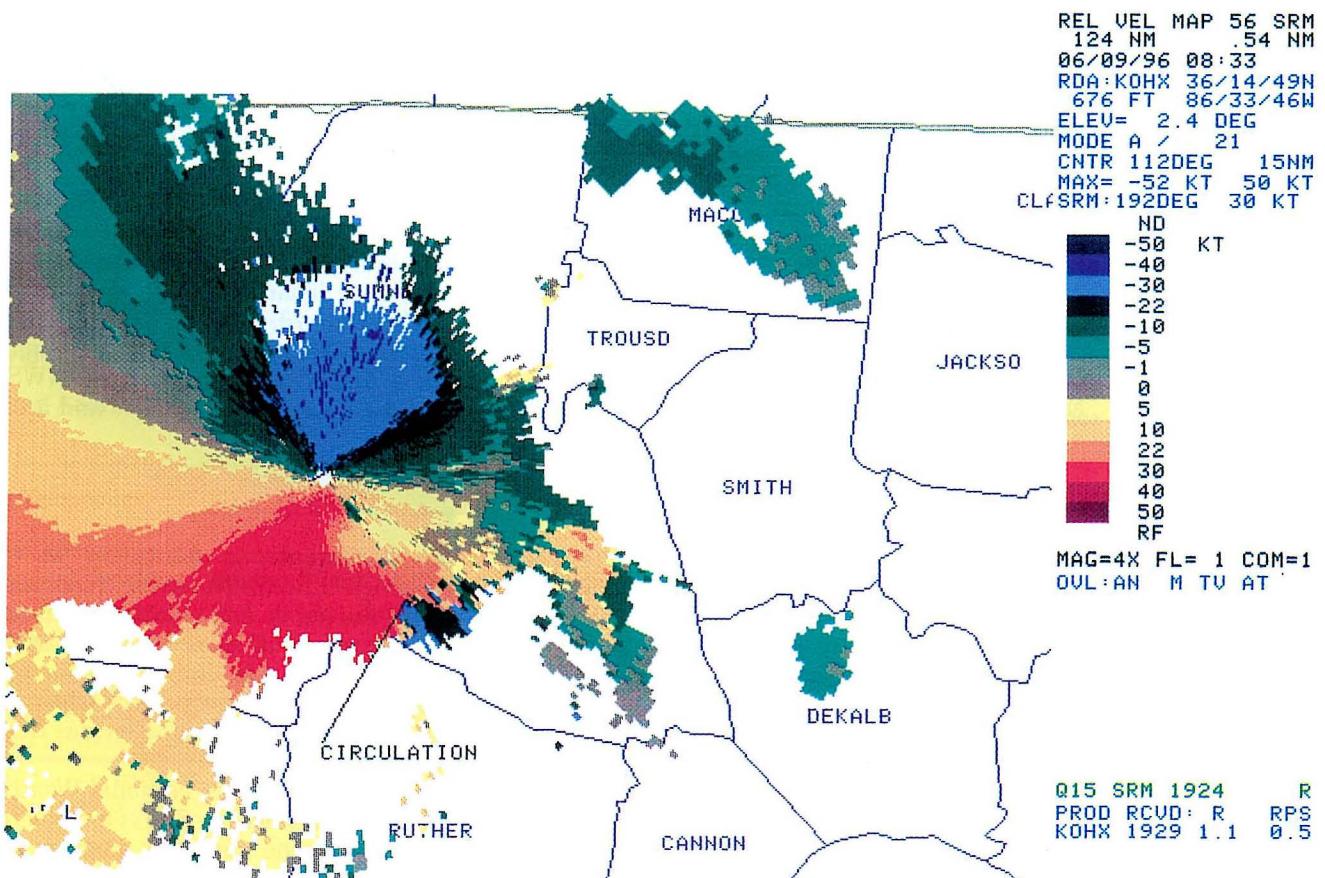 REL VEL MAP 56 SRM
124 NM .54 NM
06/09/96 08:33
RDA:KOHX 36/14/49N
676 FT 86/33/46W
ELEV= 2.4 DEG
MODE A / 21
CNTR 112DEG 15NM
MAX= -52 KT 50 KT
SRM:192DEG 30 KT
ND
-50 KT
-40
-30
-22
-10
-5
-1
0
5
10
22
30
40
50
RF
MAG=4X FL= 1 COM=1
OVL:AN M TV AT
Q15 SRM 1924 R
PROD RCVD: R RPS
KOHX 1929 1.1 0.5
CLA
MACO
SUMN
TROUSD
JACKSO
SMITH
DEKALB
CIRCULATION
L
RUTHER
CANNON